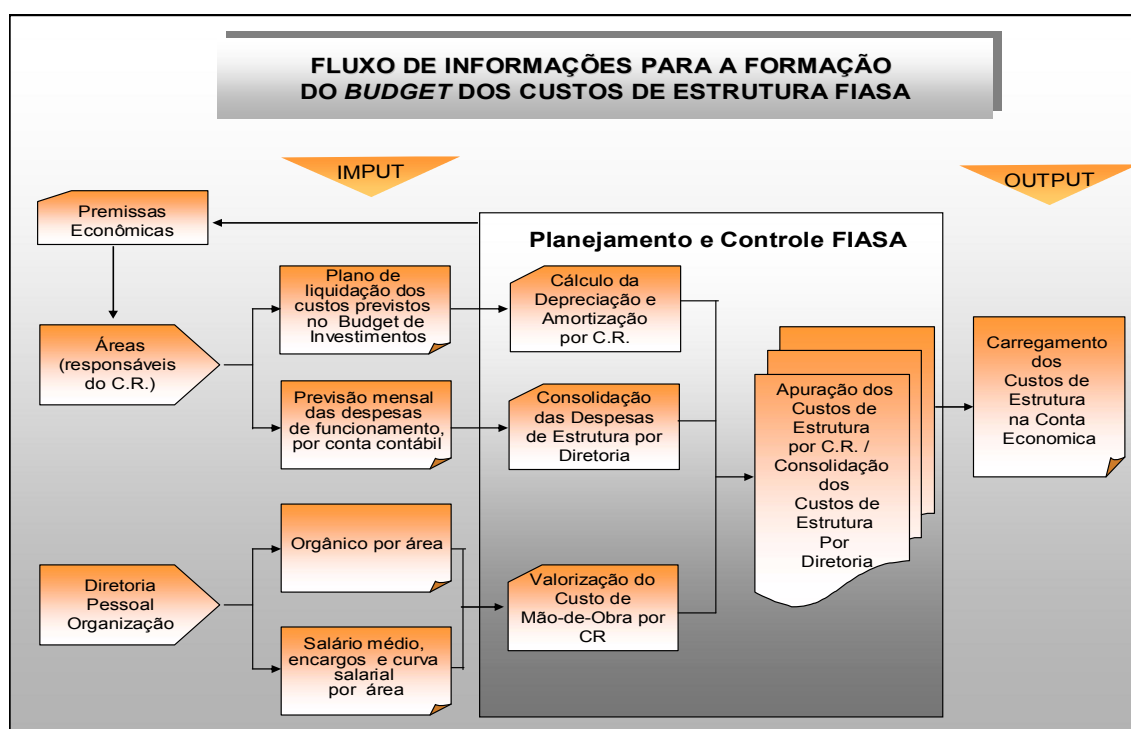 FLUXO DE INFORMAÇÕES PARA A FORMAÇÃO
DO BUDGET DOS CUSTOS DE ESTRUTURA FIASA
IMPUT
OUTPUT
Premissas
Econômicas
Planejamento e Controle FIASA
Áreas
(responsáveis
do C.R.)
Plano de
liquidação dos
custos previstos
no Budget de
Investimentos
Previsão mensal
das despesas
de funcionamento,
por conta contábil
Cálculo da
Depreciação e
Amortização
por C.R.
Consolidação
das Despesas
de Estrutura por
Diretoria
Apuração dos
Custos de
Estrutura
por C.R. /
Consolidação
dos
Custos de
Estrutura
Por
Diretoria
Carregamento
dos
Custos de
Estrutura
na Conta
Economica
Diretoria
Pessoal
Organização
Orgânico por área
Salário médio,
encargos e curva
salarial
por área
Valorização do
Custo de
Mão-de-Obra por
CR